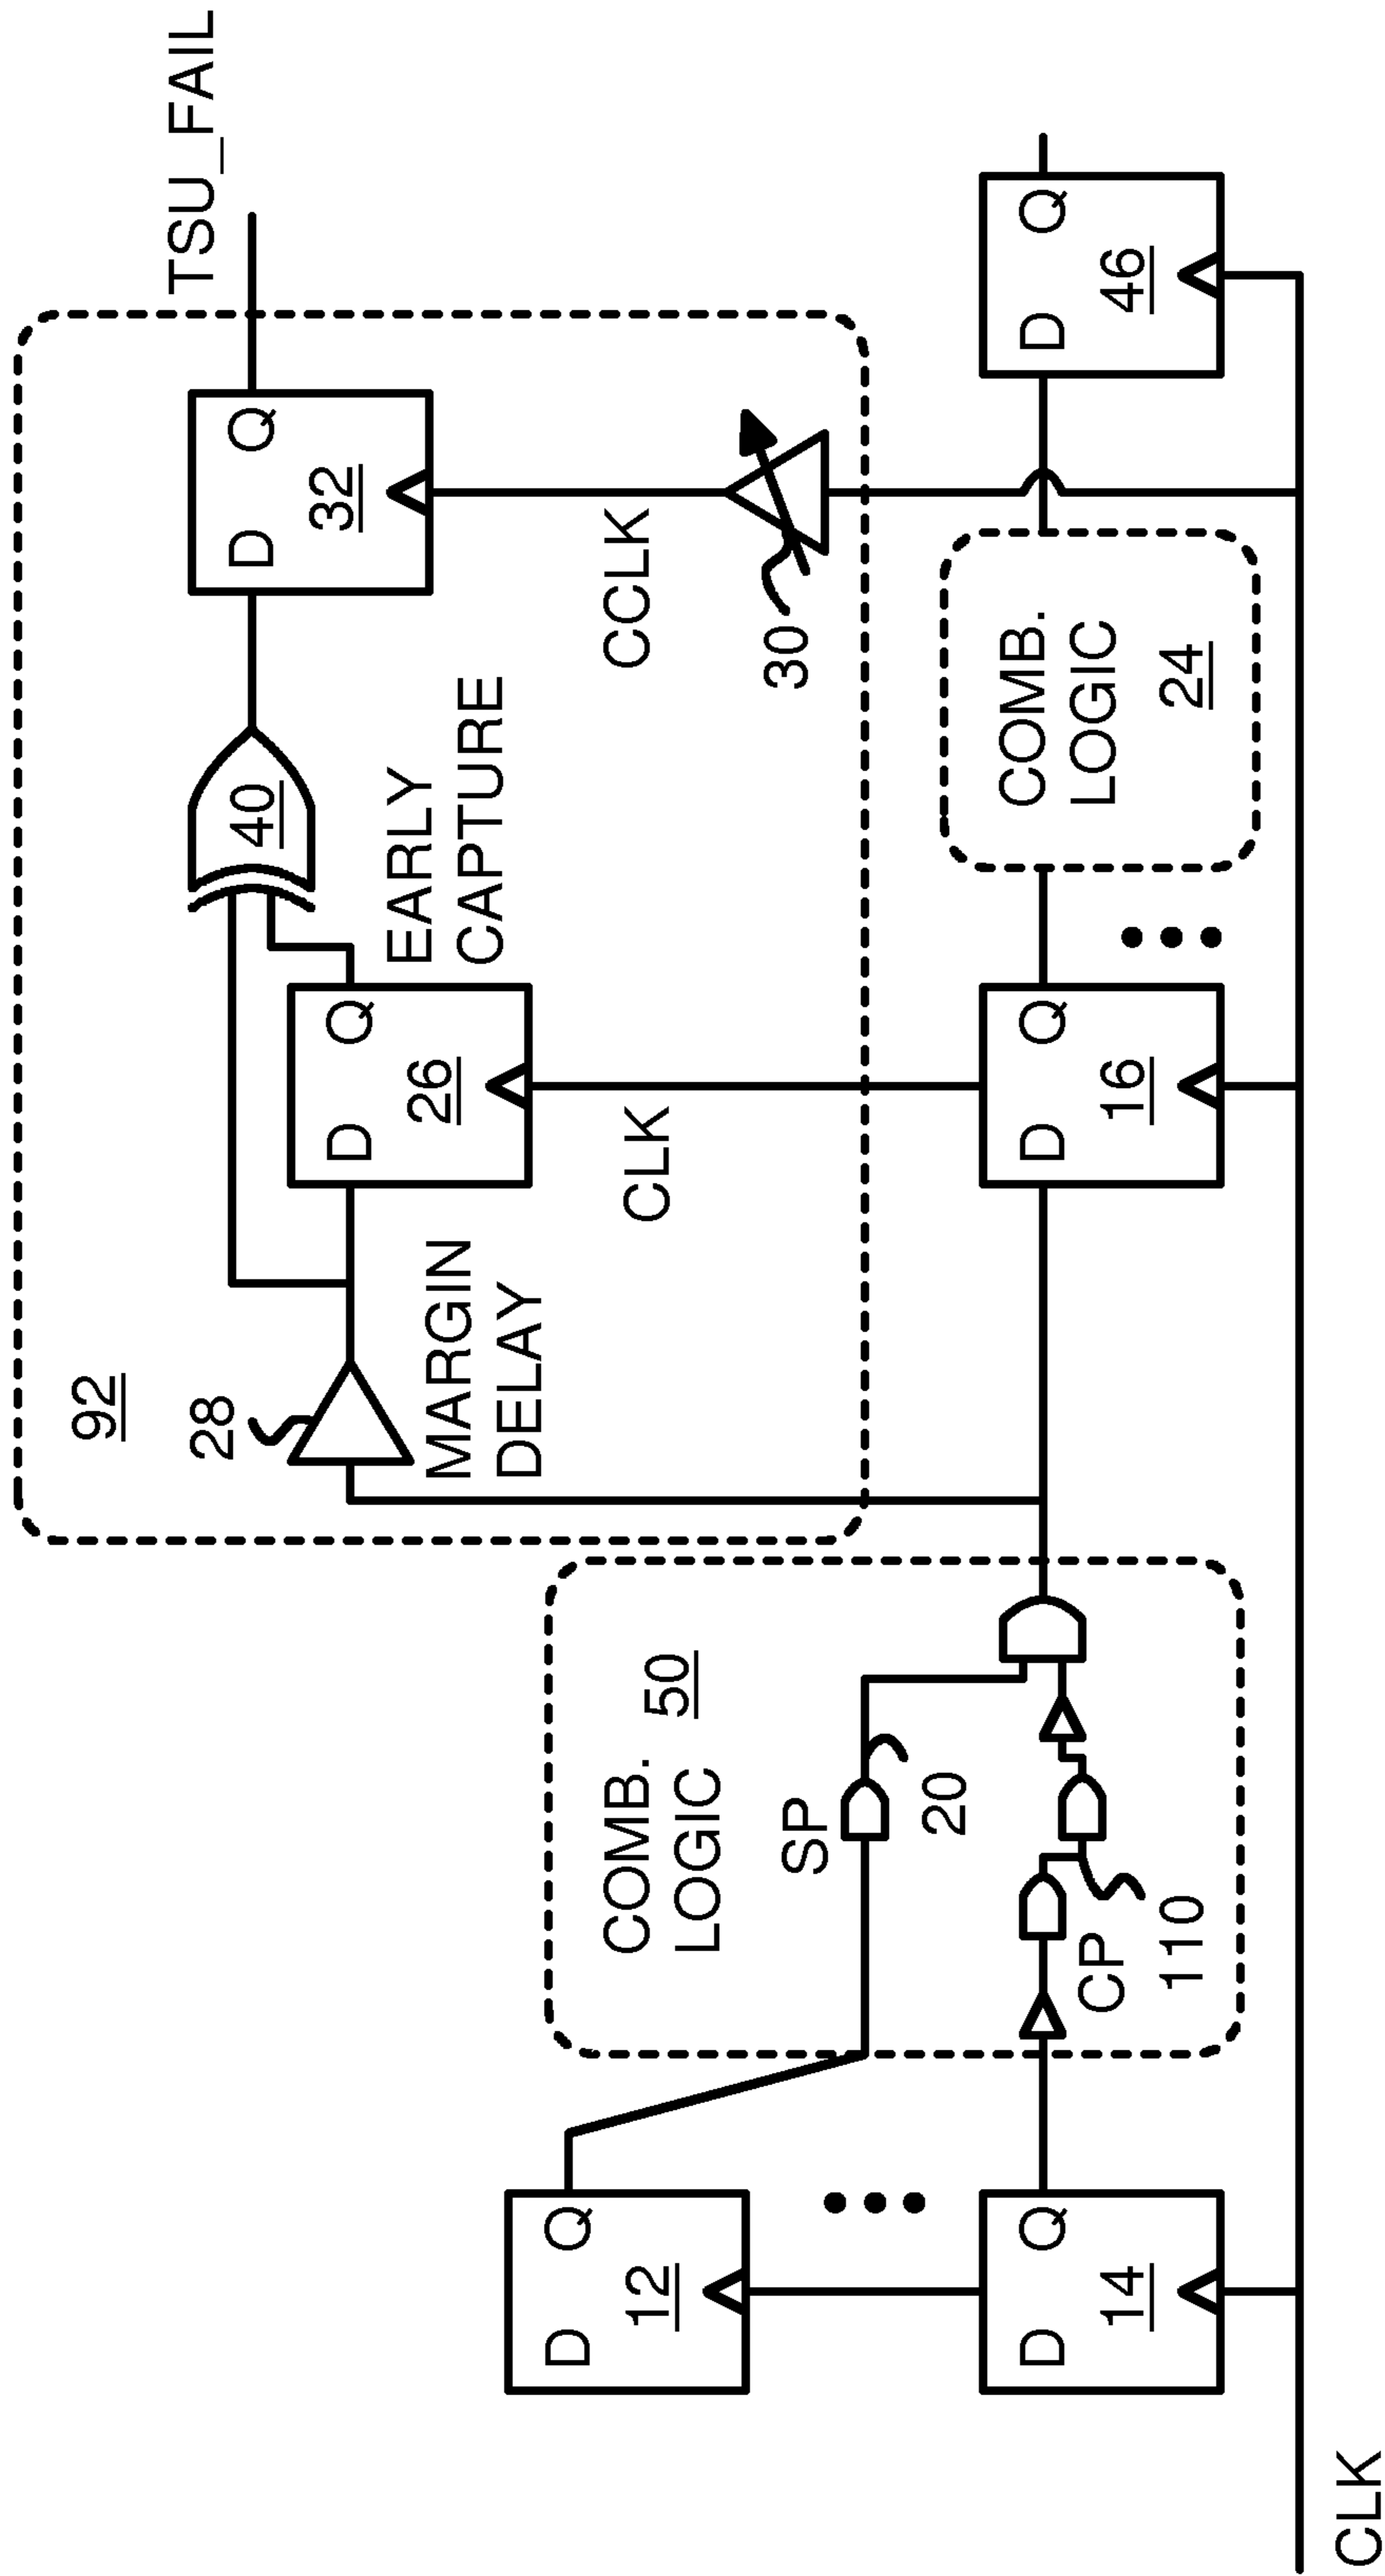 92
28
MARGIN
DELAY
D Q
26
EARLY
CAPTURE
40
D Q
32
TSU_FAIL
CLK
CCLK
30
D Q
12
D Q
14
COMB.
LOGIC 50
SP
20
CP
110
D Q
16
COMB.
LOGIC
24
D Q
46
CLK